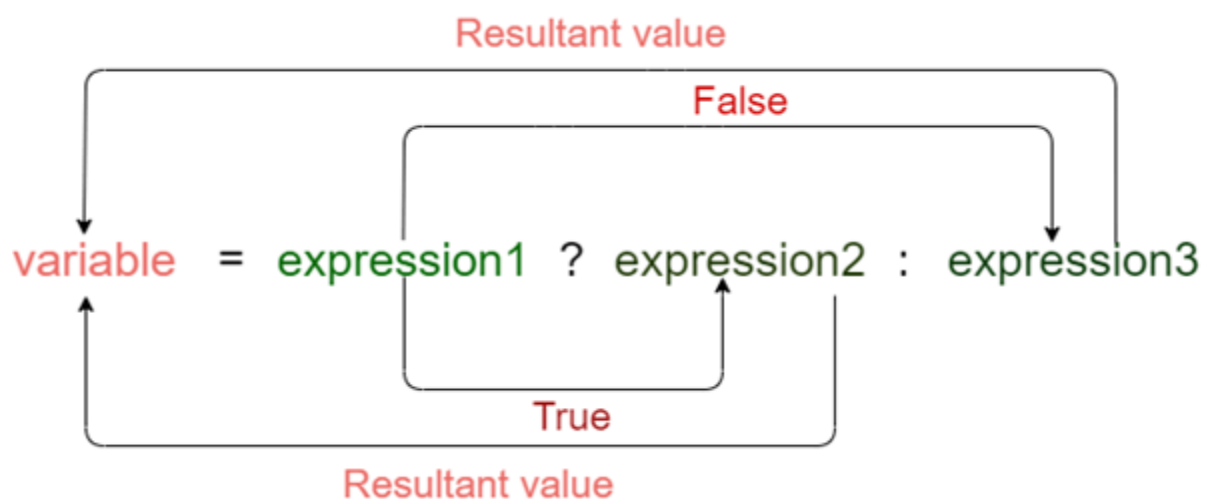 Resultant value
False
variable = expression1 ? expression2 : expression3
True
Resultant value